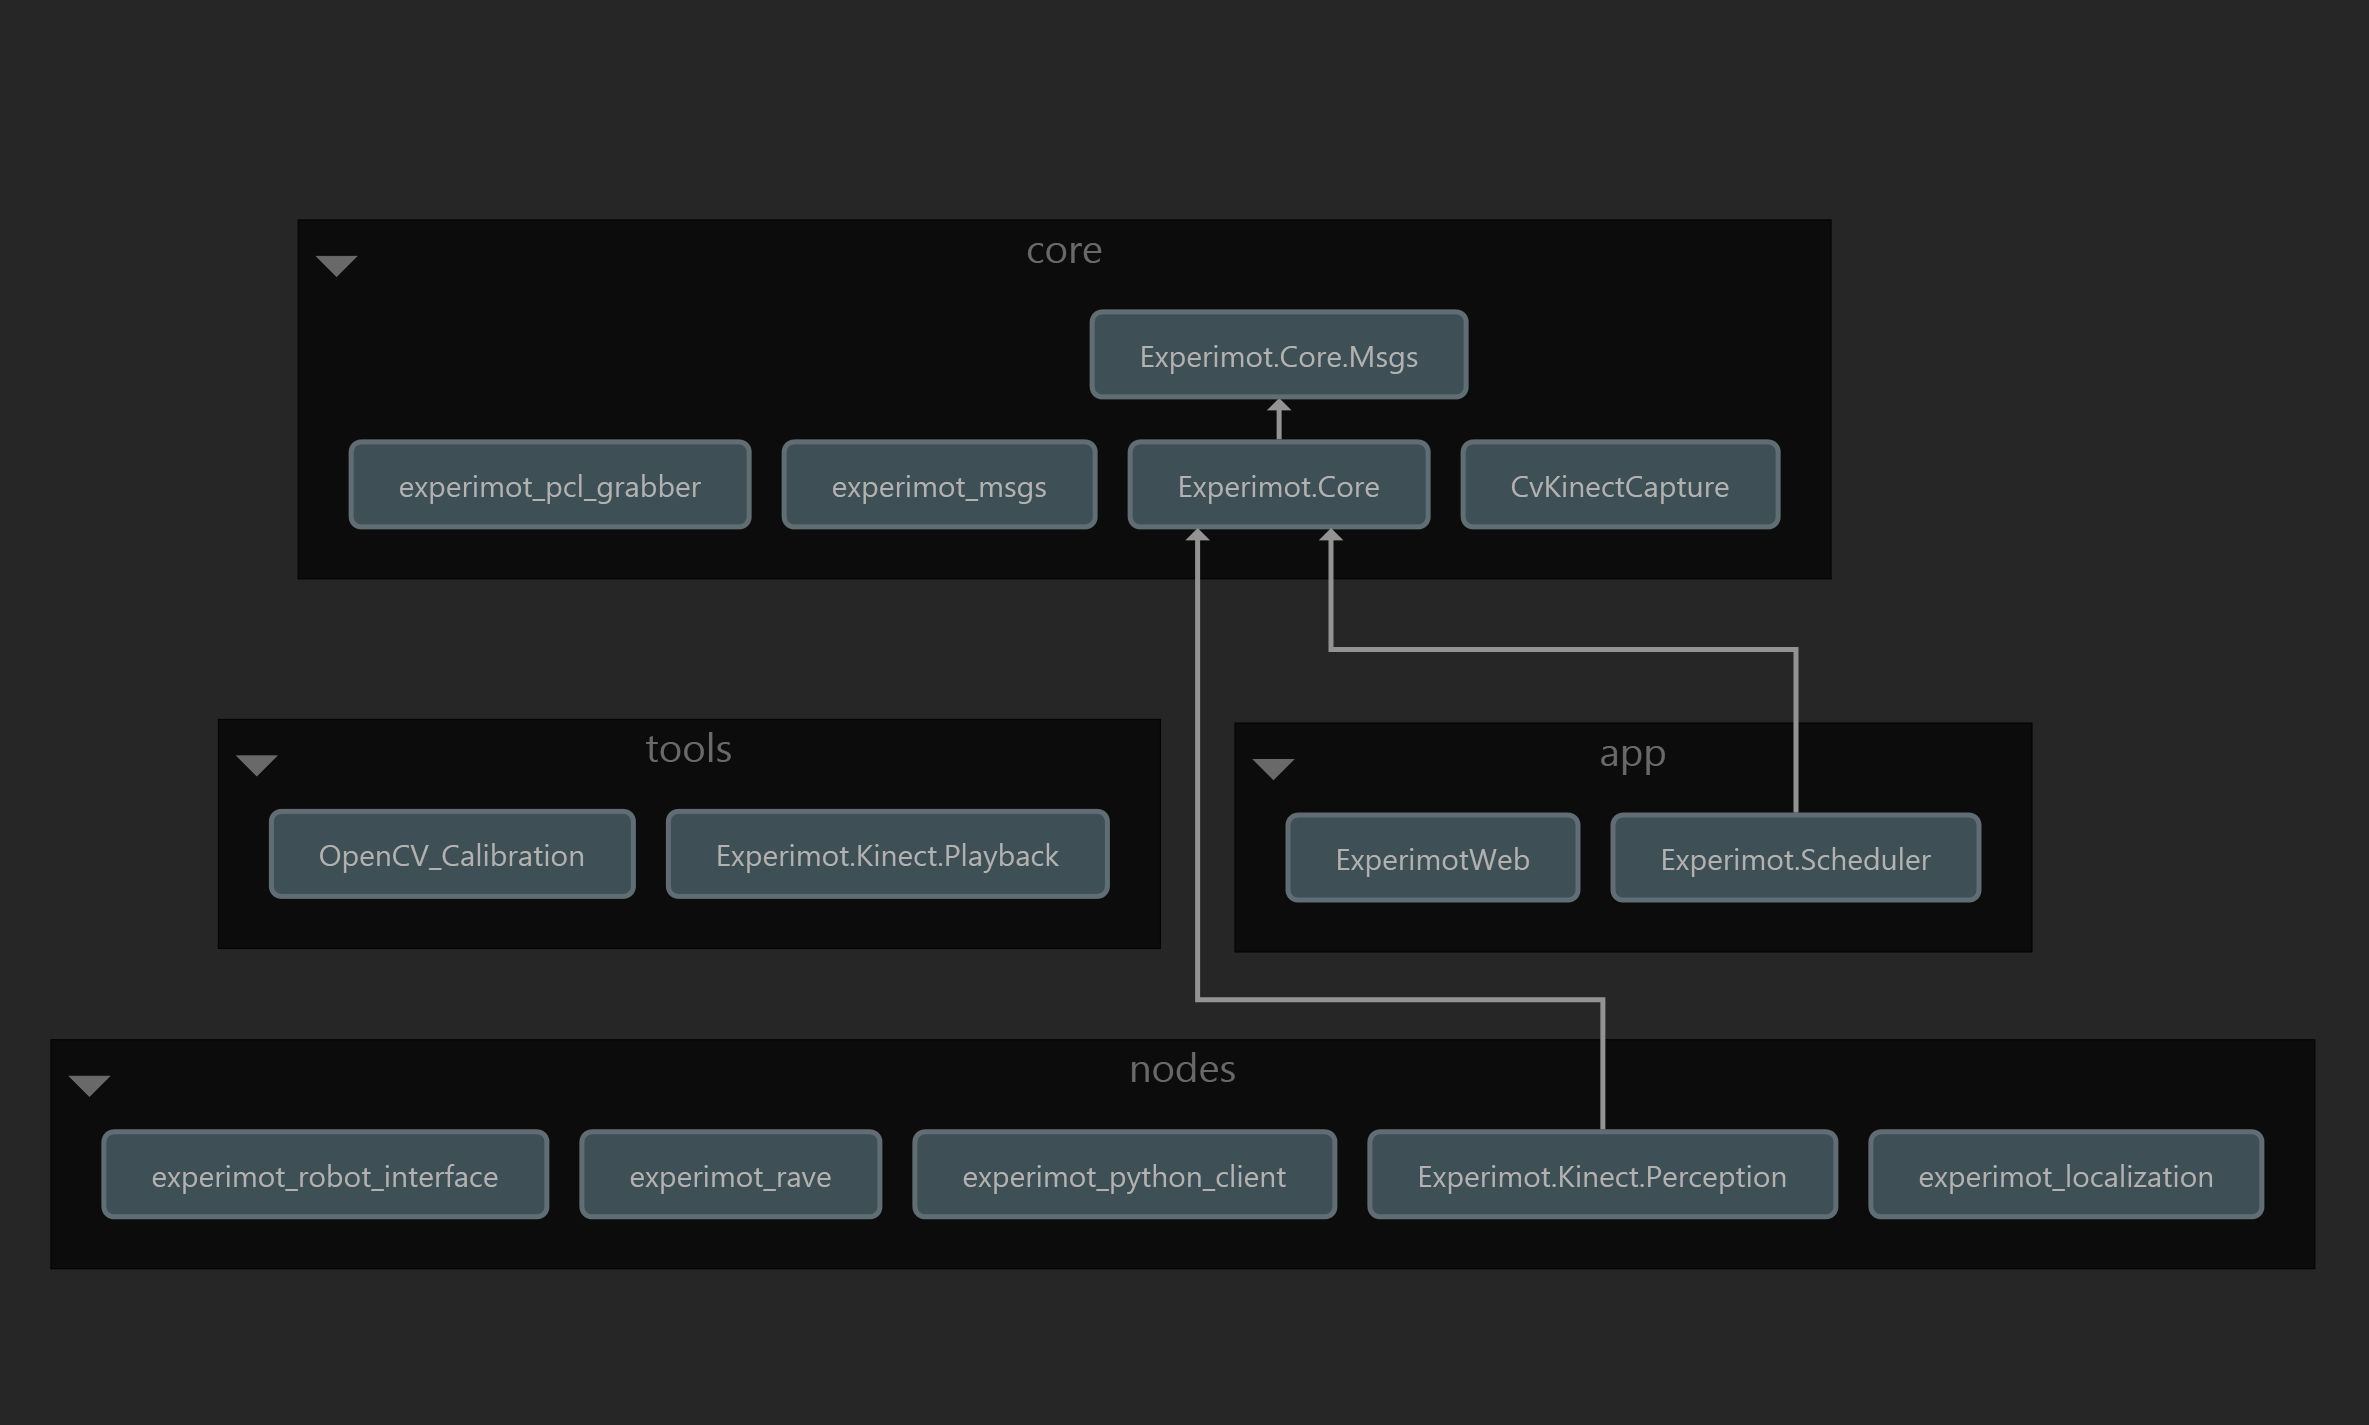 core
Experimot.Core.Msgs
experimot_pcl_grabber
experimot_msgs
Experimot.Core
CvKinectCapture
tools
OpenCV_Calibration
Experimot.Kinect.Playback
app
ExperimotWeb
Experimot.Scheduler
nodes
experimot_robot_interface
experimot_rave
experimot_python_client
Experimot.Kinect.Perception
experimot_localization